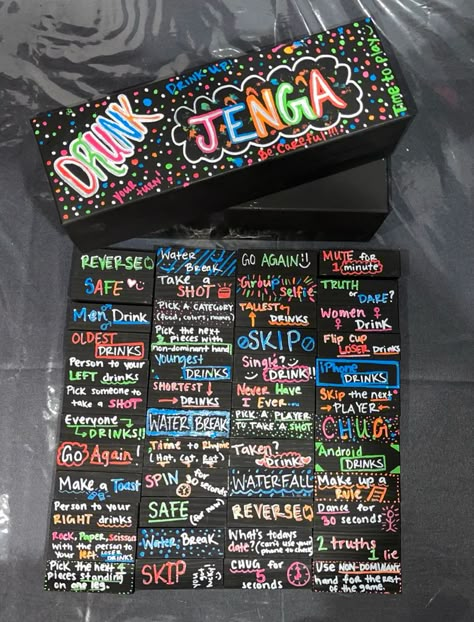 DRINK UP!
Time to Play!
DRUNK
JENGA
YOUR TURN!
Be Careful!!!
REVERSE
SAFE
Men Drink
OLDEST
DRINKS
Person to your
LEFT drinks
Pick someone to
take a SHOT
Everyone
DRINKS!!
Go Again!
Make a Toast
Person to your
RIGHT drinks
Rock, Paper, Scissors
with the person to
your LEFT LOSER DRINKS
Pick the next 4
pieces standing
on one leg.
Water
Break
Take a
SHOT
PICK A CATEGORY
(food, colors, names)
Pick the next
2 pieces with
non-dominant hand!
Youngest
DRINKS
SHORTEST
DRINKS
WATER BREAK
Time to Rhyme
(Hat, Cat, Rat)
SPIN for 30 seconds
SAFE (for now)
Water Break
SKIP
GO AGAIN!
Group Selfie
TALLEST
DRINKS
SKIP
Single?
DRINK!!
Never Have
I Ever...
PICK A PLAYER
TO TAKE A SHOT
Taken?
Drink
WATERFALL
REVERSE
What's todays
date? (can't use your
phone to check)
CHUG for
5
seconds
MUTE for
1 minute
TRUTH
or DARE?
Women
DRINK
Flip Cup
LOSER Drinks
iPhone
DRINKS
Skip the next
PLAYER
CHUG
Android
DRINKS
Make up a
Rule
Dance for
30 seconds
2 truths
1 lie
Use NON-DOMINANT
hand for the rest
of the game.